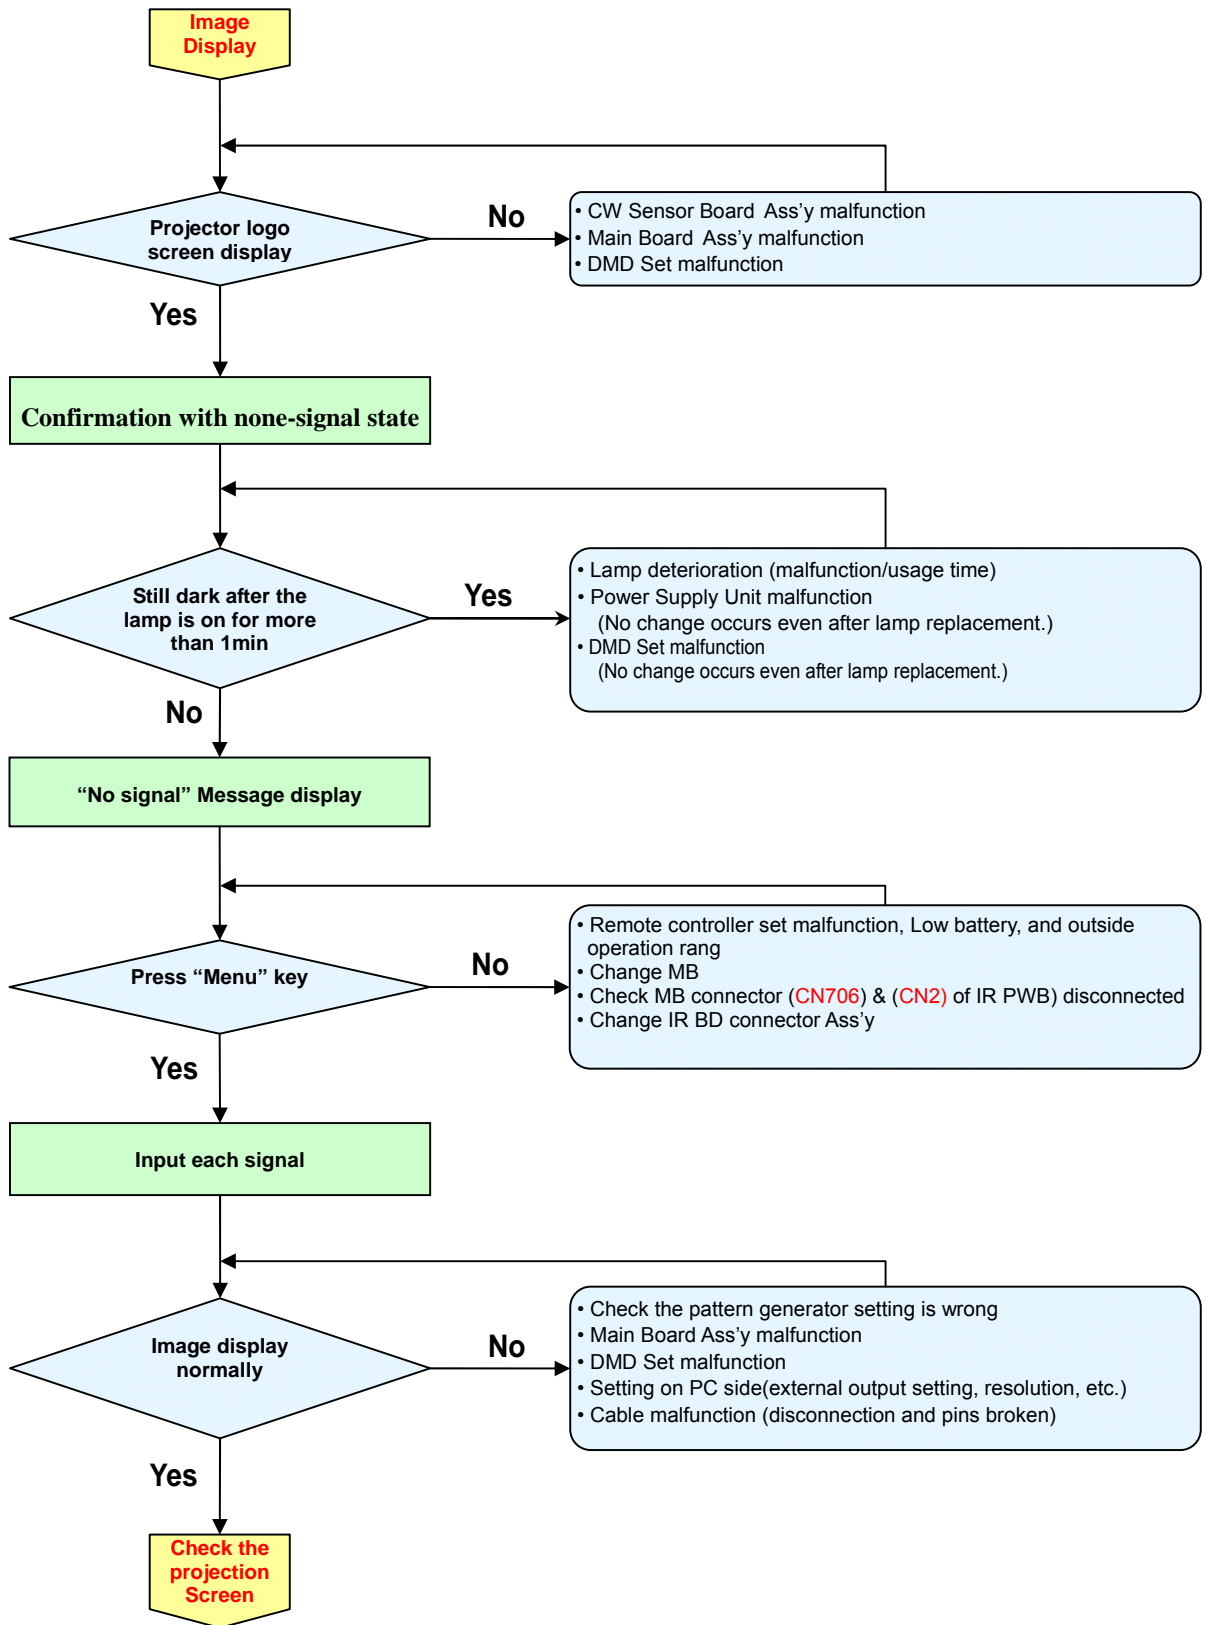 Image
Display
Projector logo
screen display
No
• CW Sensor Board Ass’y malfunction
• Main Board Ass’y malfunction
• DMD Set malfunction
Yes
Confirmation with none-signal state
Still dark after the
lamp is on for more
than 1min
Yes
• Lamp deterioration (malfunction/usage time)
• Power Supply Unit malfunction
(No change occurs even after lamp replacement.)
• DMD Set malfunction
(No change occurs even after lamp replacement.)
No
“No signal” Message display
Press “Menu” key
No
• Remote controller set malfunction, Low battery, and outside
operation rang
• Change MB
• Check MB connector (CN706) & (CN2) of IR PWB) disconnected
• Change IR BD connector Ass’y
Yes
Input each signal
Image display
normally
No
• Check the pattern generator setting is wrong
• Main Board Ass’y malfunction
• DMD Set malfunction
• Setting on PC side(external output setting, resolution, etc.)
• Cable malfunction (disconnection and pins broken)
Yes
Check the
projection
Screen